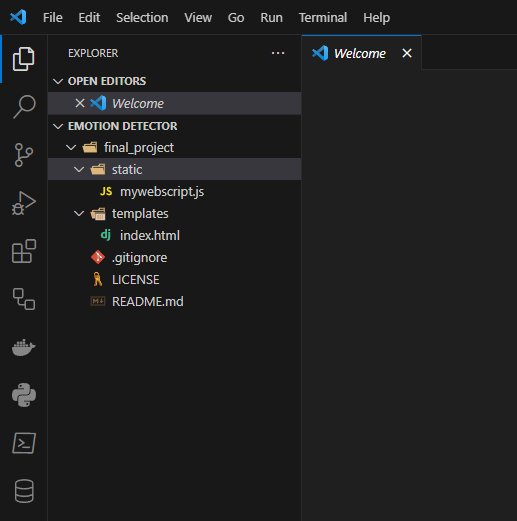 File Edit Selection View Go Run Terminal Help
EXPLORER ···
Welcome
OPEN EDITORS
Welcome
EMOTION DETECTOR
final_project
static
JS mywebscript.js
templates
dj index.html
.gitignore
LICENSE
README.md